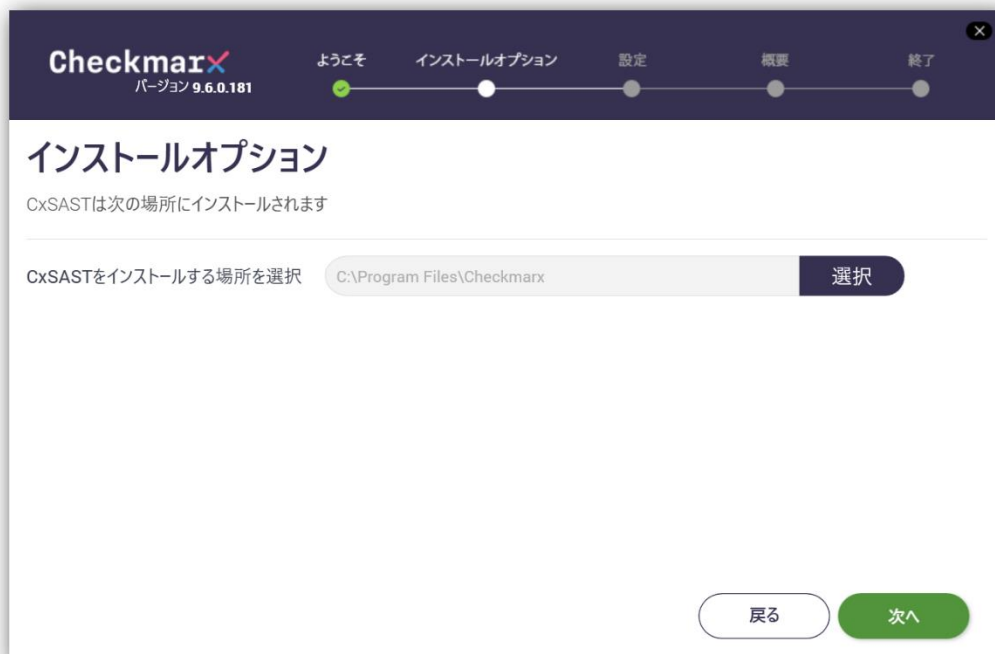 Checkmarx
バージョン 9.6.0.181
ようこそ
インストールオプション
設定
概要
終了
インストールオプション
CxSASTは次の場所にインストールされます
CxSASTをインストールする場所を選択
C:\Program Files\Checkmarx
選択
戻る
次へ